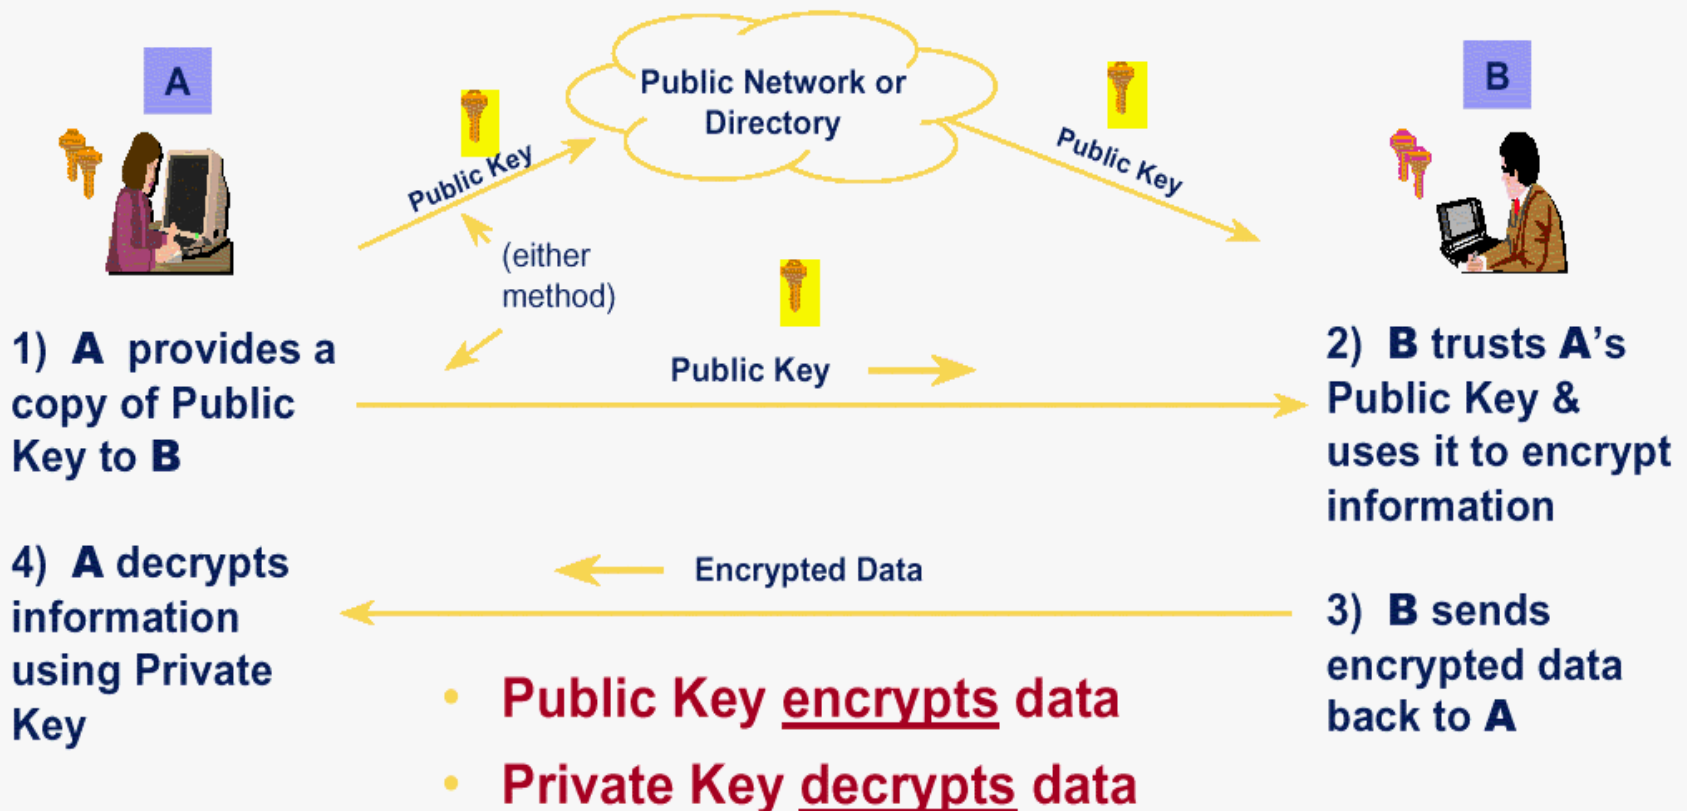 A
Public Network or
Directory
B
Public Key
Public Key
(either
method)
Public Key
1) A provides a
copy of Public
Key to B
2) B trusts A's
Public Key &
uses it to encrypt
information
Encrypted Data
3) B sends
encrypted data
back to A
4) A decrypts
information
using Private
Key
• Public Key encrypts data
• Private Key decrypts data